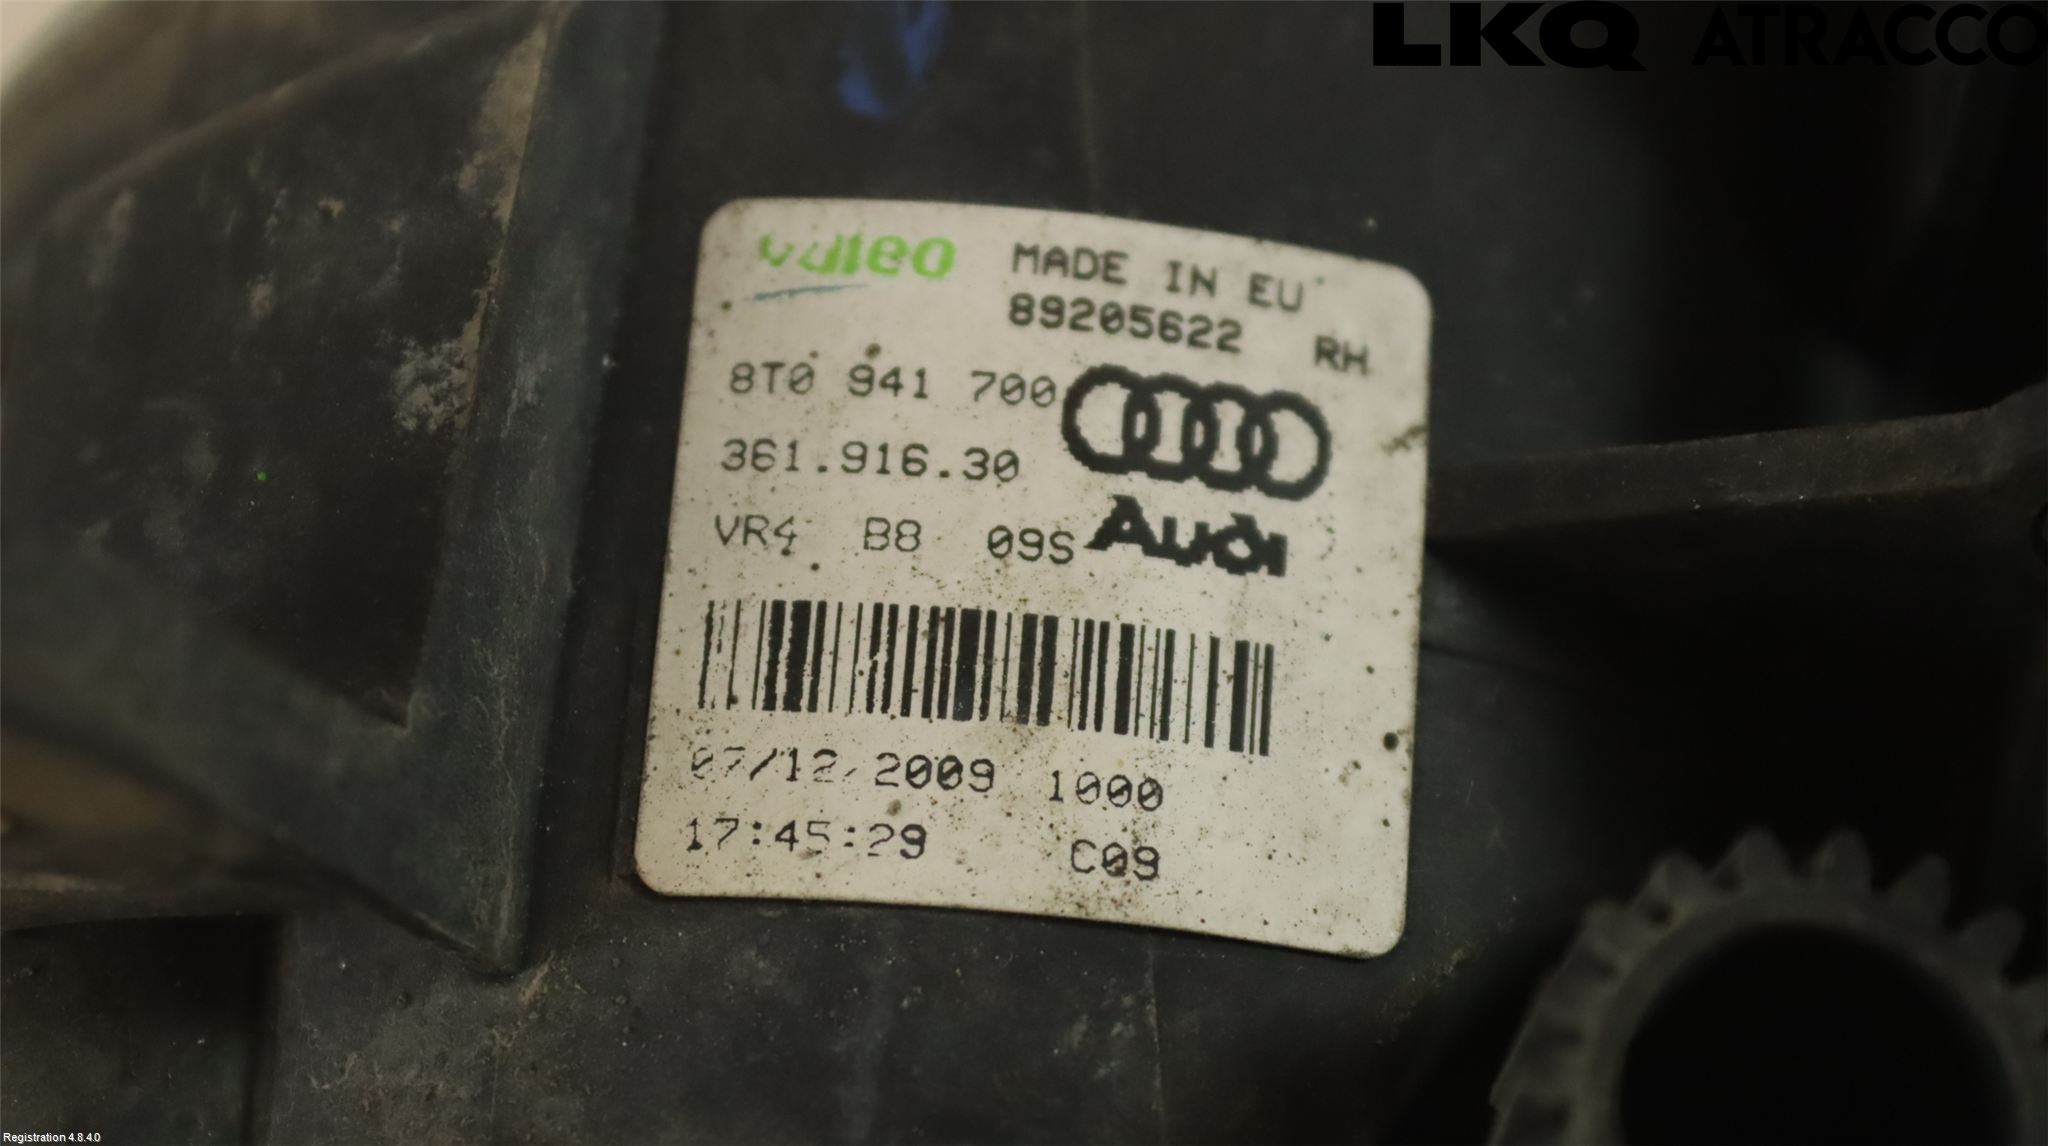 LKQ ATRACCO
valeo
MADE IN EU
89205622
RH
8T0 941 700
361.916.30
VR4 B8 09S
Audi
07/12/2009 1000
17:45:29 C09
Registration 4.8.4.0